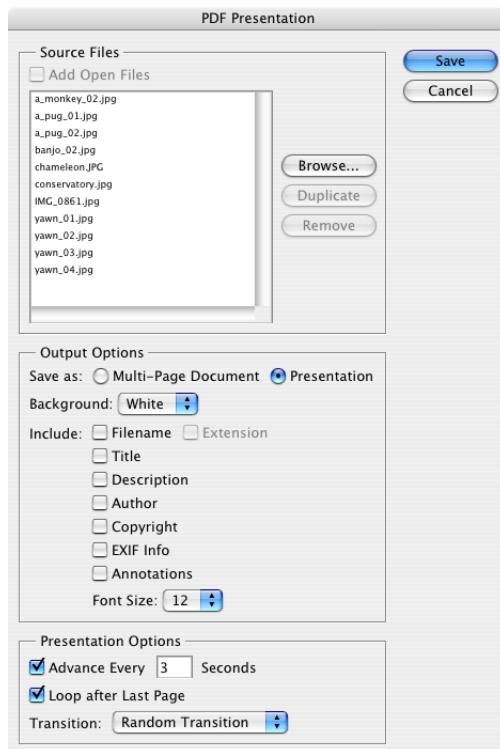 PDF Presentation
Source Files
Add Open Files
a_monkey_02.jpg
a_pug_01.jpg
a_pug_02.jpg
banjo_02.jpg
chameleon.JPG
conservatory.jpg
IMG_0861.jpg
yawn_01.jpg
yawn_02.jpg
yawn_03.jpg
yawn_04.jpg
Browse...
Duplicate
Remove
Save
Cancel
Output Options
Save as: Multi-Page Document Presentation
Background: White
Include: Filename Extension
Title
Description
Author
Copyright
EXIF Info
Annotations
Font Size: 12
Presentation Options
Advance Every 3 Seconds
Loop after Last Page
Transition: Random Transition